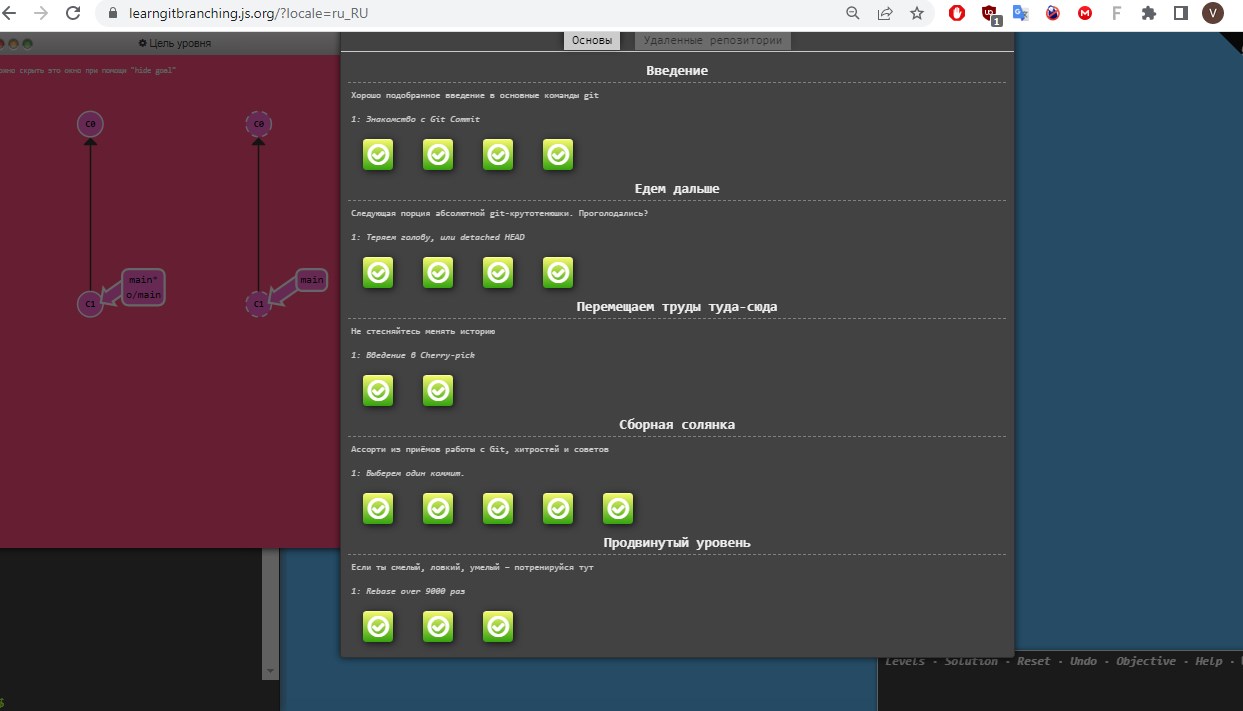 learngitbranching.js.org/?locale=ru_RU
1
V
Цель уровня
Основы
Удаленные репозитории
скрыть это окно при помощи "hide goal"
C0
C0
main*
o/main
C1
main
C1
Введение
Хорошо подобранное введение в основные команды git
1: Знакомство с Git Commit
Едем дальше
Следующая порция абсолютной git-крутотенюшки. Проголодались?
1: Теряем голову, или detached HEAD
Перемещаем труды туда-сюда
Не стесняйтесь менять историю
1: Введение в Cherry-pick
Сборная солянка
Ассорти из приёмов работы с Git, хитростей и советов
1: Выберем один коммит.
Продвинутый уровень
Если ты смелый, ловкий, умелый – потренируйся тут
1: Rebase over 9000 раз
Levels · Solution · Reset · Undo · Objective · Help ·
$